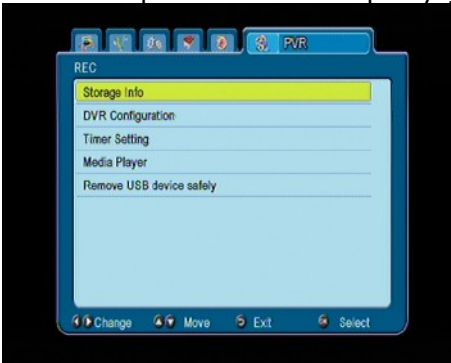 PVR
REC
Storage Info
DVR Configuration
Timer Setting
Media Player
Remove USB device safely
Change Move Exit Select